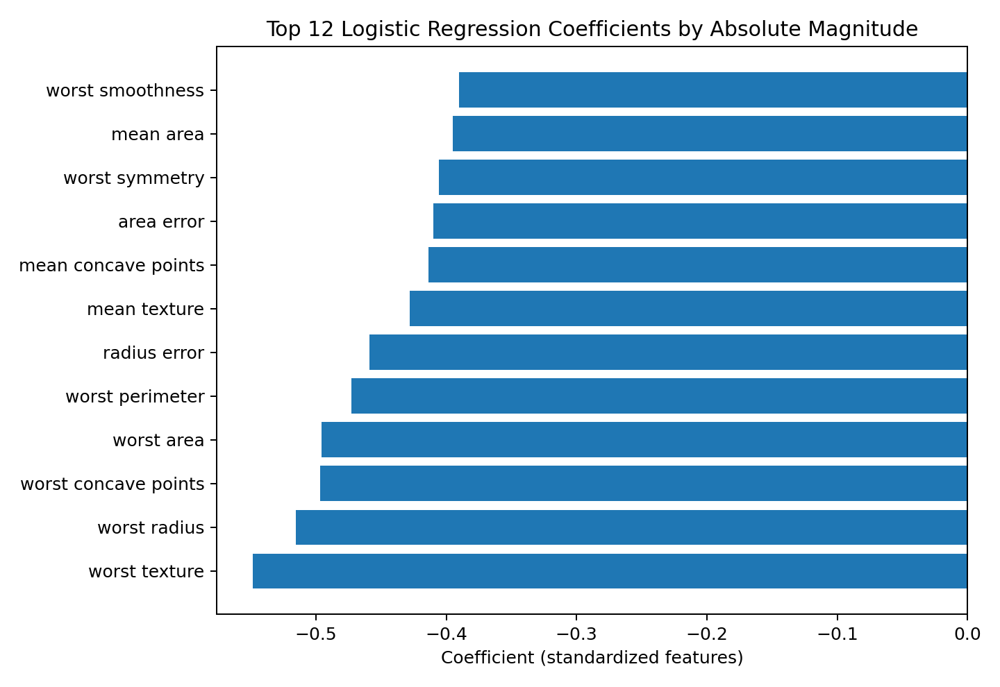 Top 12 Logistic Regression Coefficients by Absolute Magnitude
worst smoothness
mean area
worst symmetry
area error
mean concave points
mean texture
radius error
worst perimeter
worst area
worst concave points
worst radius
worst texture
−0.5 −0.4 −0.3 −0.2 −0.1 0.0
Coefficient (standardized features)